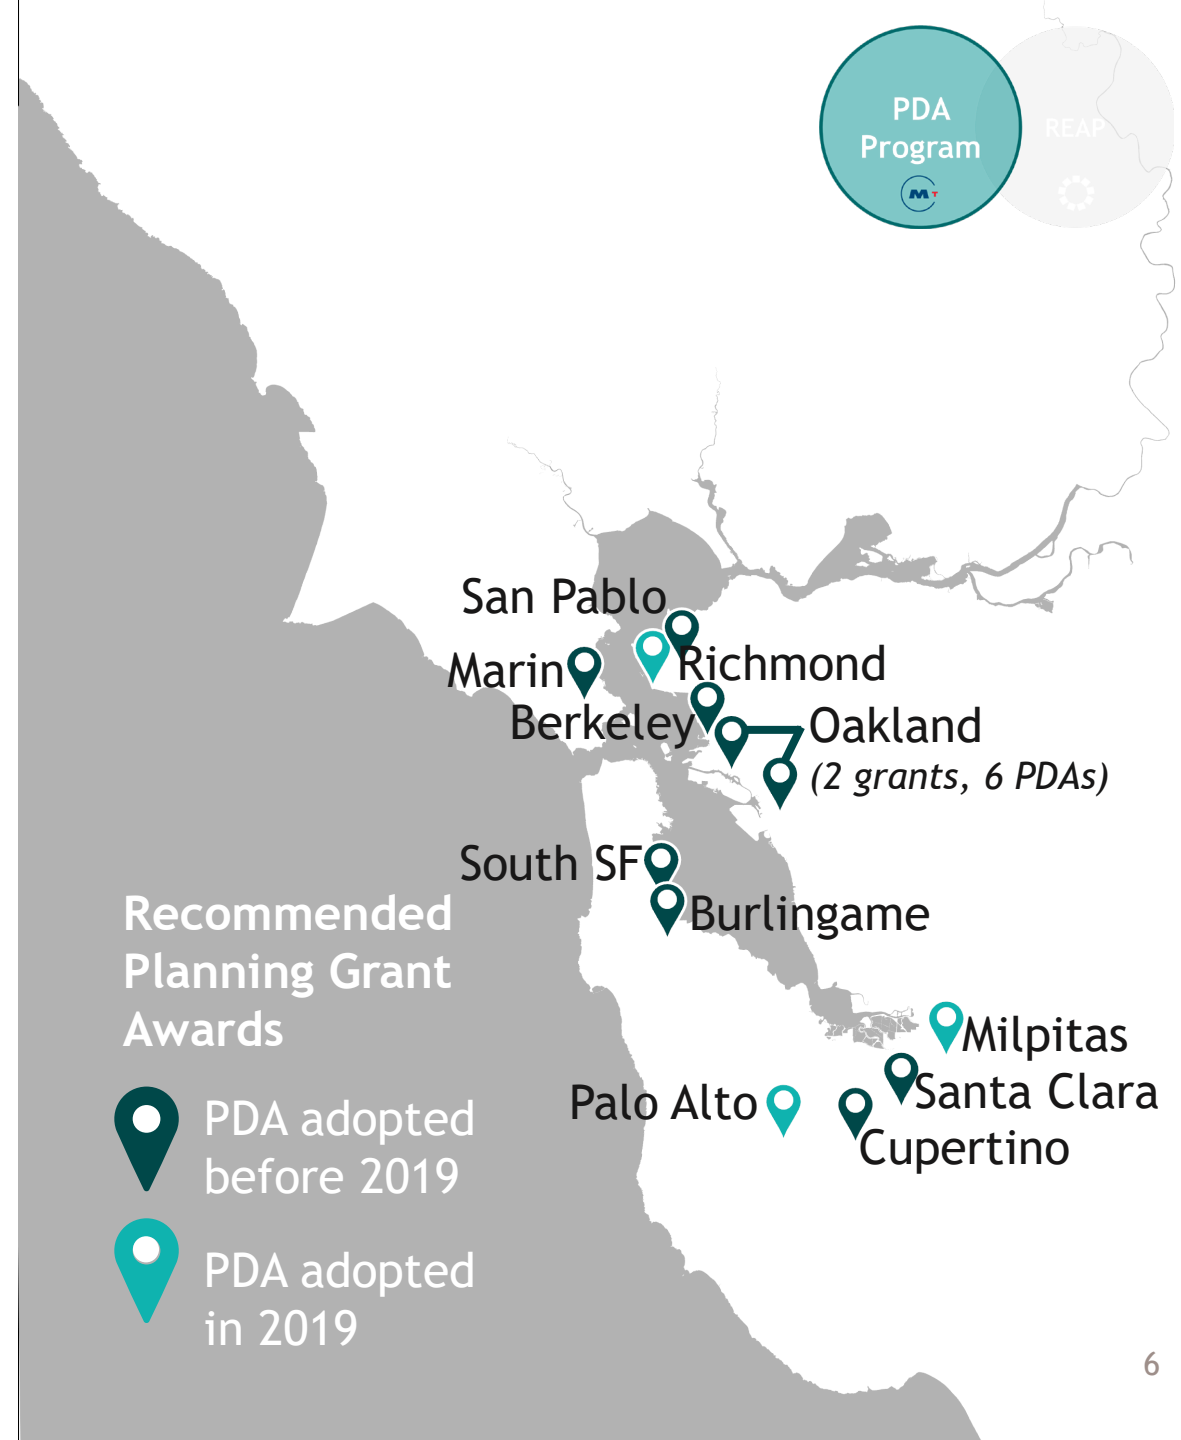 PDA
Program
REAP
MT
San Pablo
Richmond
Marin
Berkeley
Oakland
(2 grants, 6 PDAs)
South SF
Burlingame
Recommended
Planning Grant
Awards
Milpitas
Santa Clara
Palo Alto
Cupertino
PDA adopted
before 2019
PDA adopted
in 2019
6